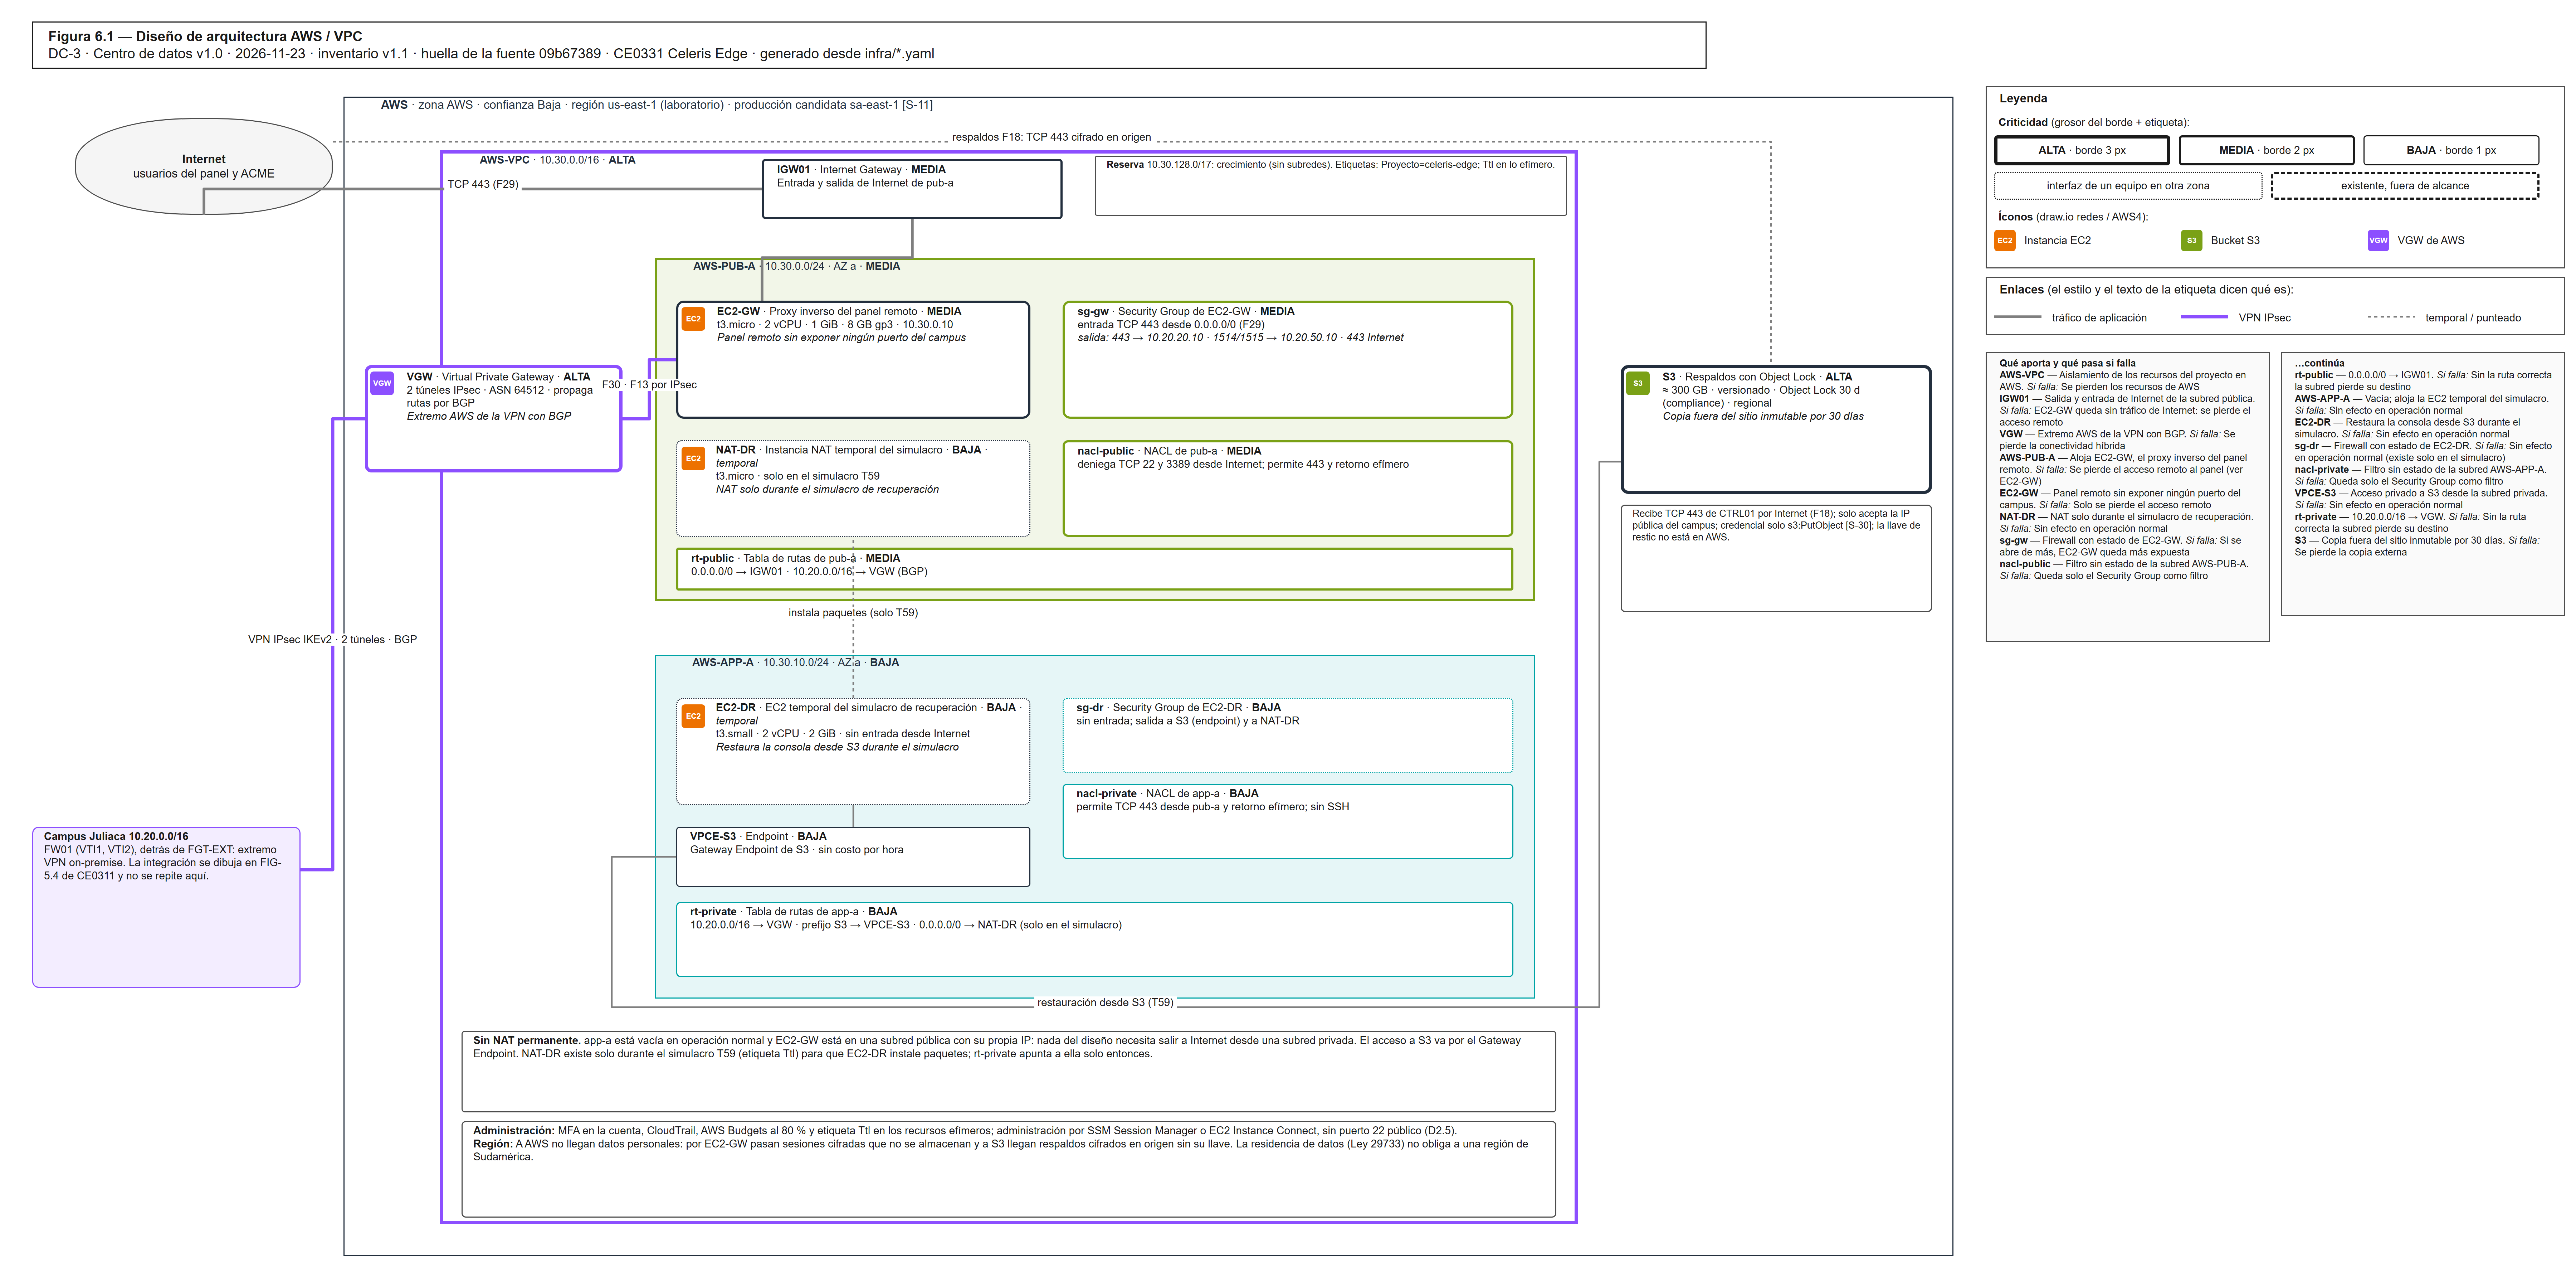 Figura 6.1 — Diseño de arquitectura AWS / VPC
DC-3 · Centro de datos v1.0 · 2026-11-23 · inventario v1.1 · huella de la fuente 09b67389 · CE0331 Celeris Edge · generado desde infra/*.yaml
AWS · zona AWS · confianza Baja · región us-east-1 (laboratorio) · producción candidata sa-east-1 [S-11]
Internet
usuarios del panel y ACME
respaldos F18: TCP 443 cifrado en origen
AWS-VPC · 10.30.0.0/16 · ALTA
TCP 443 (F29)
IGW01 · Internet Gateway · MEDIA
Entrada y salida de Internet de pub-a
Reserva 10.30.128.0/17: crecimiento (sin subredes). Etiquetas: Proyecto=celeris-edge; Ttl en lo efímero.
AWS-PUB-A · 10.30.0.0/24 · AZ a · MEDIA
EC2
EC2-GW · Proxy inverso del panel remoto · MEDIA
t3.micro · 2 vCPU · 1 GiB · 8 GB gp3 · 10.30.0.10
Panel remoto sin exponer ningún puerto del campus
sg-gw · Security Group de EC2-GW · MEDIA
entrada TCP 443 desde 0.0.0.0/0 (F29)
salida: 443 → 10.20.20.10 · 1514/1515 → 10.20.50.10 · 443 Internet
VGW
VGW · Virtual Private Gateway · ALTA
2 túneles IPsec · ASN 64512 · propaga
rutas por BGP
Extremo AWS de la VPN con BGP
F30 · F13 por IPsec
EC2
NAT-DR · Instancia NAT temporal del simulacro · BAJA ·
temporal
t3.micro · solo en el simulacro T59
NAT solo durante el simulacro de recuperación
nacl-public · NACL de pub-a · MEDIA
deniega TCP 22 y 3389 desde Internet; permite 443 y retorno efímero
rt-public · Tabla de rutas de pub-a · MEDIA
0.0.0.0/0 → IGW01 · 10.20.0.0/16 → VGW (BGP)
instala paquetes (solo T59)
S3
S3 · Respaldos con Object Lock · ALTA
≈ 300 GB · versionado · Object Lock 30 d
(compliance) · regional
Copia fuera del sitio inmutable por 30 días
Recibe TCP 443 de CTRL01 por Internet (F18); solo acepta la IP
pública del campus; credencial solo s3:PutObject [S-30]; la llave de
restic no está en AWS.
VPN IPsec IKEv2 · 2 túneles · BGP
AWS-APP-A · 10.30.10.0/24 · AZ a · BAJA
EC2
EC2-DR · EC2 temporal del simulacro de recuperación · BAJA ·
temporal
t3.small · 2 vCPU · 2 GiB · sin entrada desde Internet
Restaura la consola desde S3 durante el simulacro
sg-dr · Security Group de EC2-DR · BAJA
sin entrada; salida a S3 (endpoint) y a NAT-DR
nacl-private · NACL de app-a · BAJA
permite TCP 443 desde pub-a y retorno efímero; sin SSH
VPCE-S3 · Endpoint · BAJA
Gateway Endpoint de S3 · sin costo por hora
rt-private · Tabla de rutas de app-a · BAJA
10.20.0.0/16 → VGW · prefijo S3 → VPCE-S3 · 0.0.0.0/0 → NAT-DR (solo en el simulacro)
restauración desde S3 (T59)
Campus Juliaca 10.20.0.0/16
FW01 (VTI1, VTI2), detrás de FGT-EXT: extremo
VPN on-premise. La integración se dibuja en FIG-
5.4 de CE0311 y no se repite aquí.
Sin NAT permanente. app-a está vacía en operación normal y EC2-GW está en una subred pública con su propia IP: nada del diseño necesita salir a Internet desde una subred privada. El acceso a S3 va por el Gateway
Endpoint. NAT-DR existe solo durante el simulacro T59 (etiqueta Ttl) para que EC2-DR instale paquetes; rt-private apunta a ella solo entonces.
Administración: MFA en la cuenta, CloudTrail, AWS Budgets al 80 % y etiqueta Ttl en los recursos efímeros; administración por SSM Session Manager o EC2 Instance Connect, sin puerto 22 público (D2.5).
Región: A AWS no llegan datos personales: por EC2-GW pasan sesiones cifradas que no se almacenan y a S3 llegan respaldos cifrados en origen sin su llave. La residencia de datos (Ley 29733) no obliga a una región de
Sudamérica.
Leyenda
Criticidad (grosor del borde + etiqueta):
ALTA · borde 3 px
MEDIA · borde 2 px
BAJA · borde 1 px
interfaz de un equipo en otra zona
existente, fuera de alcance
Íconos (draw.io redes / AWS4):
EC2 Instancia EC2
S3 Bucket S3
VGW VGW de AWS
Enlaces (el estilo y el texto de la etiqueta dicen qué es):
tráfico de aplicación
VPN IPsec
temporal / punteado
Qué aporta y qué pasa si falla
AWS-VPC — Aislamiento de los recursos del proyecto en
AWS. Si falla: Se pierden los recursos de AWS
IGW01 — Salida y entrada de Internet de la subred pública.
Si falla: EC2-GW queda sin tráfico de Internet: se pierde el
acceso remoto
VGW — Extremo AWS de la VPN con BGP. Si falla: Se
pierde la conectividad híbrida
AWS-PUB-A — Aloja EC2-GW, el proxy inverso del panel
remoto. Si falla: Se pierde el acceso remoto al panel (ver
EC2-GW)
EC2-GW — Panel remoto sin exponer ningún puerto del
campus. Si falla: Solo se pierde el acceso remoto
NAT-DR — NAT solo durante el simulacro de recuperación.
Si falla: Sin efecto en operación normal
sg-gw — Firewall con estado de EC2-GW. Si falla: Si se
abre de más, EC2-GW queda más expuesta
nacl-public — Filtro sin estado de la subred AWS-PUB-A.
Si falla: Queda solo el Security Group como filtro
…continúa
rt-public — 0.0.0.0/0 → IGW01. Si falla: Sin la ruta correcta
la subred pierde su destino
AWS-APP-A — Vacía; aloja la EC2 temporal del simulacro.
Si falla: Sin efecto en operación normal
EC2-DR — Restaura la consola desde S3 durante el
simulacro. Si falla: Sin efecto en operación normal
sg-dr — Firewall con estado de EC2-DR. Si falla: Sin efecto
en operación normal (existe solo en el simulacro)
nacl-private — Filtro sin estado de la subred AWS-APP-A.
Si falla: Queda solo el Security Group como filtro
VPCE-S3 — Acceso privado a S3 desde la subred privada.
Si falla: Sin efecto en operación normal
rt-private — 10.20.0.0/16 → VGW. Si falla: Sin la ruta
correcta la subred pierde su destino
S3 — Copia fuera del sitio inmutable por 30 días. Si falla:
Se pierde la copia externa